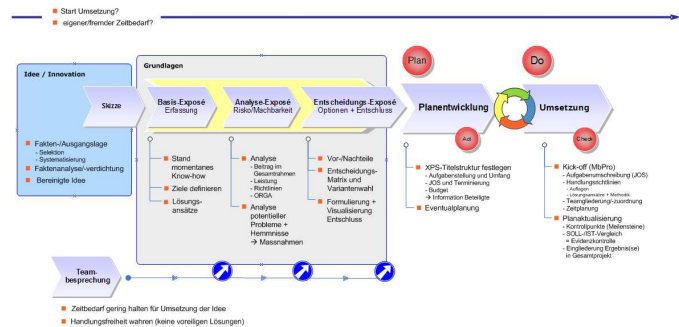 Start Umsetzung?
eigener/fremder Zeitbedarf?
Idee / Innovation
Grundlagen
Plan
Do
Skizze
Basis-Exposé
Erfassung
Analyse-Exposé
Risko/Machbarkeit
Entscheidungs-Exposé
Optionen + Entschluss
Planentwicklung
Umsetzung
Act
Check
Fakten-/Ausgangslage
- Selektion
- Systematisierung
Faktenanalyse/-verdichtung
Bereinigte Idee
Stand
momentanes
Know-how
Ziele definieren
Lösungs-
ansätze
Analyse
- Beitrag im
Gesamtrahmen
- Leistung
- Richtlinien
- ORGA
Analyse
potentieller
Probleme +
Hemmnisse
→ Massnahmen
Vor-/Nachteile
Entscheidungs-
Matrix und
Variantenwahl
Formulierung +
Visualisierung
Entschluss
XPS-Titelstruktur festlegen
- Aufgabenstellung und Umfang
- JOS und Terminierung
- Budget
→ Information Beteiligte
Eventualplanung
Kick-off (MbPro)
- Aufgabenumschreibung (JOS)
- Handlungsrichtlinien
- Auflagen
- Lösungsansätze + Methodik
- Teamgliederung/-zuordnung
- Zeitplanung
Planaktualisierung
- Kontrollpunkte (Meilensteine)
- SOLL-/IST-Vergleich
= Evidenzkontrolle
- Eingliederung Ergebnis(se)
in Gesamtprojekt
Team-
besprechung
Zeitbedarf gering halten für Umsetzung der Idee
Handlungsfreiheit wahren (keine voreiligen Lösungen)